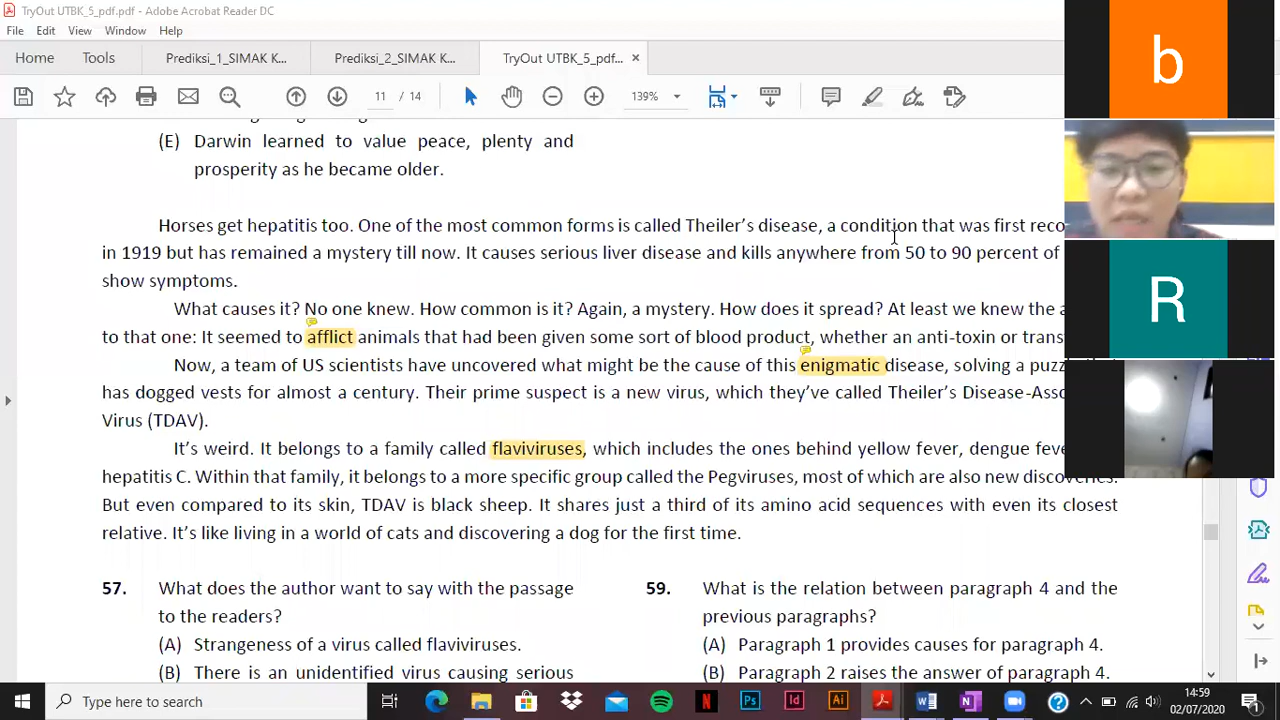 TryOut UTBK_5_pdf.pdf - Adobe Acrobat Reader DC
File Edit View Window Help
Home Tools Prediksi_1_SIMAK K... Prediksi_2_SIMAK K... TryOut UTBK_5_pdf... ×
11 / 14 139%
(E) Darwin learned to value peace, plenty and
prosperity as he became older.
Horses get hepatitis too. One of the most common forms is called Theiler's disease, a condition that was first reco
in 1919 but has remained a mystery till now. It causes serious liver disease and kills anywhere from 50 to 90 percent of
show symptoms.
What causes it? No one knew. How common is it? Again, a mystery. How does it spread? At least we knew the a
to that one: It seemed to afflict animals that had been given some sort of blood product, whether an anti-toxin or trans
Now, a team of US scientists have uncovered what might be the cause of this enigmatic disease, solving a puzz
has dogged vests for almost a century. Their prime suspect is a new virus, which they've called Theiler's Disease-Asso
Virus (TDAV).
It's weird. It belongs to a family called flaviviruses, which includes the ones behind yellow fever, dengue feve
hepatitis C. Within that family, it belongs to a more specific group called the Pegviruses, most of which are also new discoveries.
But even compared to its skin, TDAV is black sheep. It shares just a third of its amino acid sequences with even its closest
relative. It's like living in a world of cats and discovering a dog for the first time.
57. What does the author want to say with the passage
to the readers?
(A) Strangeness of a virus called flaviviruses.
(B) There is an unidentified virus causing serious
59. What is the relation between paragraph 4 and the
previous paragraphs?
(A) Paragraph 1 provides causes for paragraph 4.
(B) Paragraph 2 raises the answer of paragraph 4.
b
R
Type here to search
14:59
02/07/2020